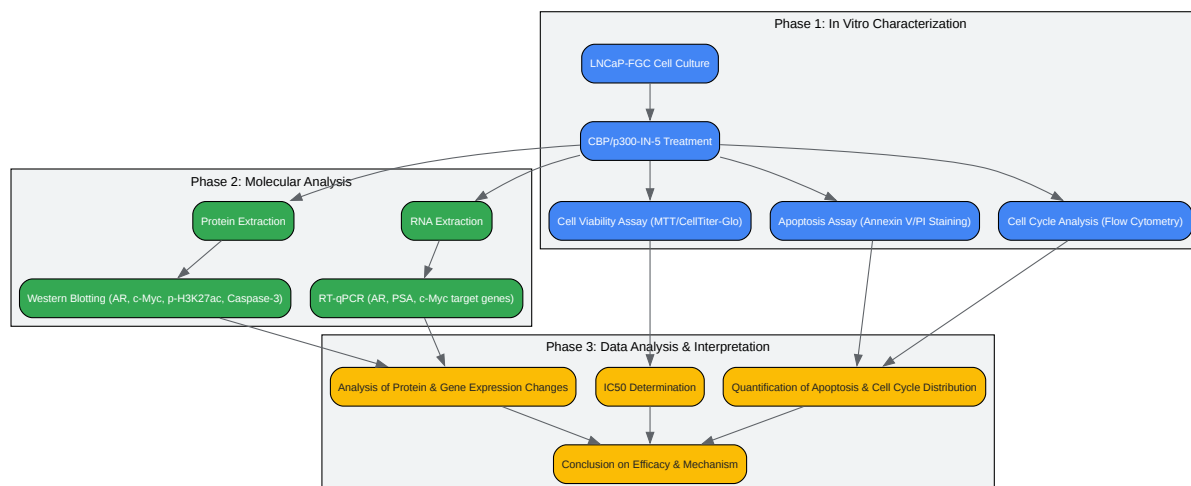 Phase 1: In Vitro Characterization
LNCaP-FGC Cell Culture
CBP/p300-IN-5 Treatment
Phase 2: Molecular Analysis
Protein Extraction
RNA Extraction
Cell Viability Assay (MTT/CellTiter-Glo)
Apoptosis Assay (Annexin V/PI Staining)
Cell Cycle Analysis (Flow Cytometry)
Western Blotting (AR, c-Myc, p-H3K27ac, Caspase-3)
RT-qPCR (AR, PSA, c-Myc target genes)
Phase 3: Data Analysis & Interpretation
Analysis of Protein & Gene Expression Changes
IC50 Determination
Quantification of Apoptosis & Cell Cycle Distribution
Conclusion on Efficacy & Mechanism